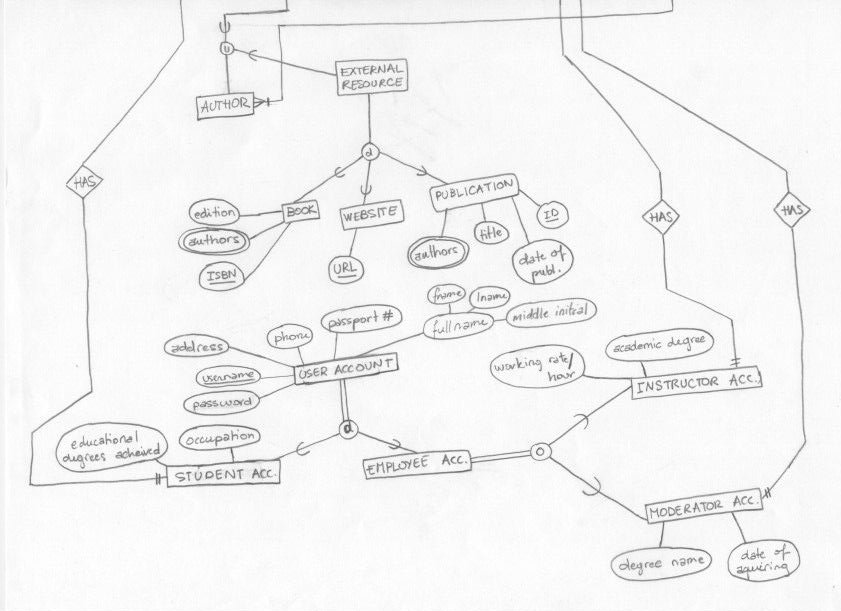 U
EXTERNAL
RESOURCE
AUTHOR
d
HAS
edition
BOOK
authors
ISBN
WEBSITE
URL
PUBLICATION
authors
title
ID
date of
publ.
HAS
HAS
fname
lname
full name
middle initial
passport #
phone
address
username
password
USER ACCOUNT
working rate/
hour
academic degree
INSTRUCTOR ACC.
d
educational
degrees acheived
occupation
STUDENT ACC.
EMPLOYEE ACC.
O
MODERATOR ACC.
degree name
date of
aquiring